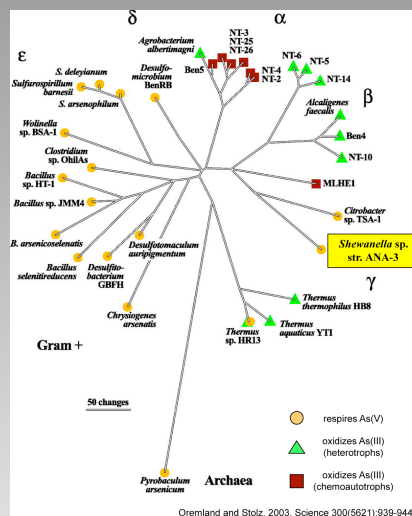 δ
α
NT-3
NT-25
NT-26
Agrobacterium
albertimagni
Ben5
NT-4
NT-2
NT-6
NT-5
NT-14
ε
S. deleyianum
Sulfurospirillum
barnesii
S. arsenophilum
Desulfo-
microbium
BenRB
β
Alcaligenes
faecalis
Ben4
NT-10
Wolinella
sp. BSA-1
Clostridium
sp. OhilAs
Bacillus
sp. HT-1
MLHE1
Bacillus sp. JMM4
Citrobacter
sp. TSA-1
B. arsenicoselenatis
Desulfotomaculum
auripigmentum
Shewanella sp.
str. ANA-3
Bacillus
selenitireducens
Desulfito-
bacterium
GBFH
γ
Chrysiogenes
arsenatis
Thermus
thermophilus HB8
Thermus
sp. HR13
Thermus
aquaticus YT1
Gram +
50 changes
respires As(V)
oxidizes As(III)
(heterotrophs)
oxidizes As(III)
(chemoautotrophs)
Pyrobaculum
arsenicum
Archaea
Oremland and Stolz. 2003. Science 300(5621):939-944